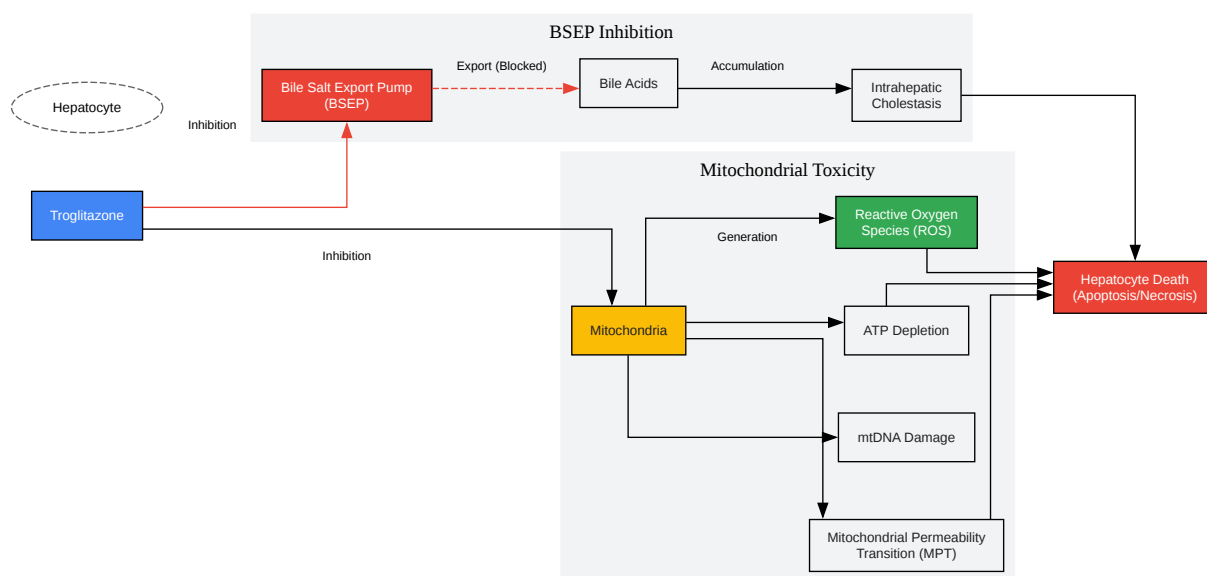 BSEP Inhibition
Export (Blocked)
Accumulation
Bile Salt Export Pump
(BSEP)
Bile Acids
Intrahepatic
Cholestasis
Hepatocyte
Inhibition
Mitochondrial Toxicity
Troglitazone
Reactive Oxygen
Species (ROS)
Generation
Inhibition
Hepatocyte Death
(Apoptosis/Necrosis)
Mitochondria
ATP Depletion
mtDNA Damage
Mitochondrial Permeability
Transition (MPT)